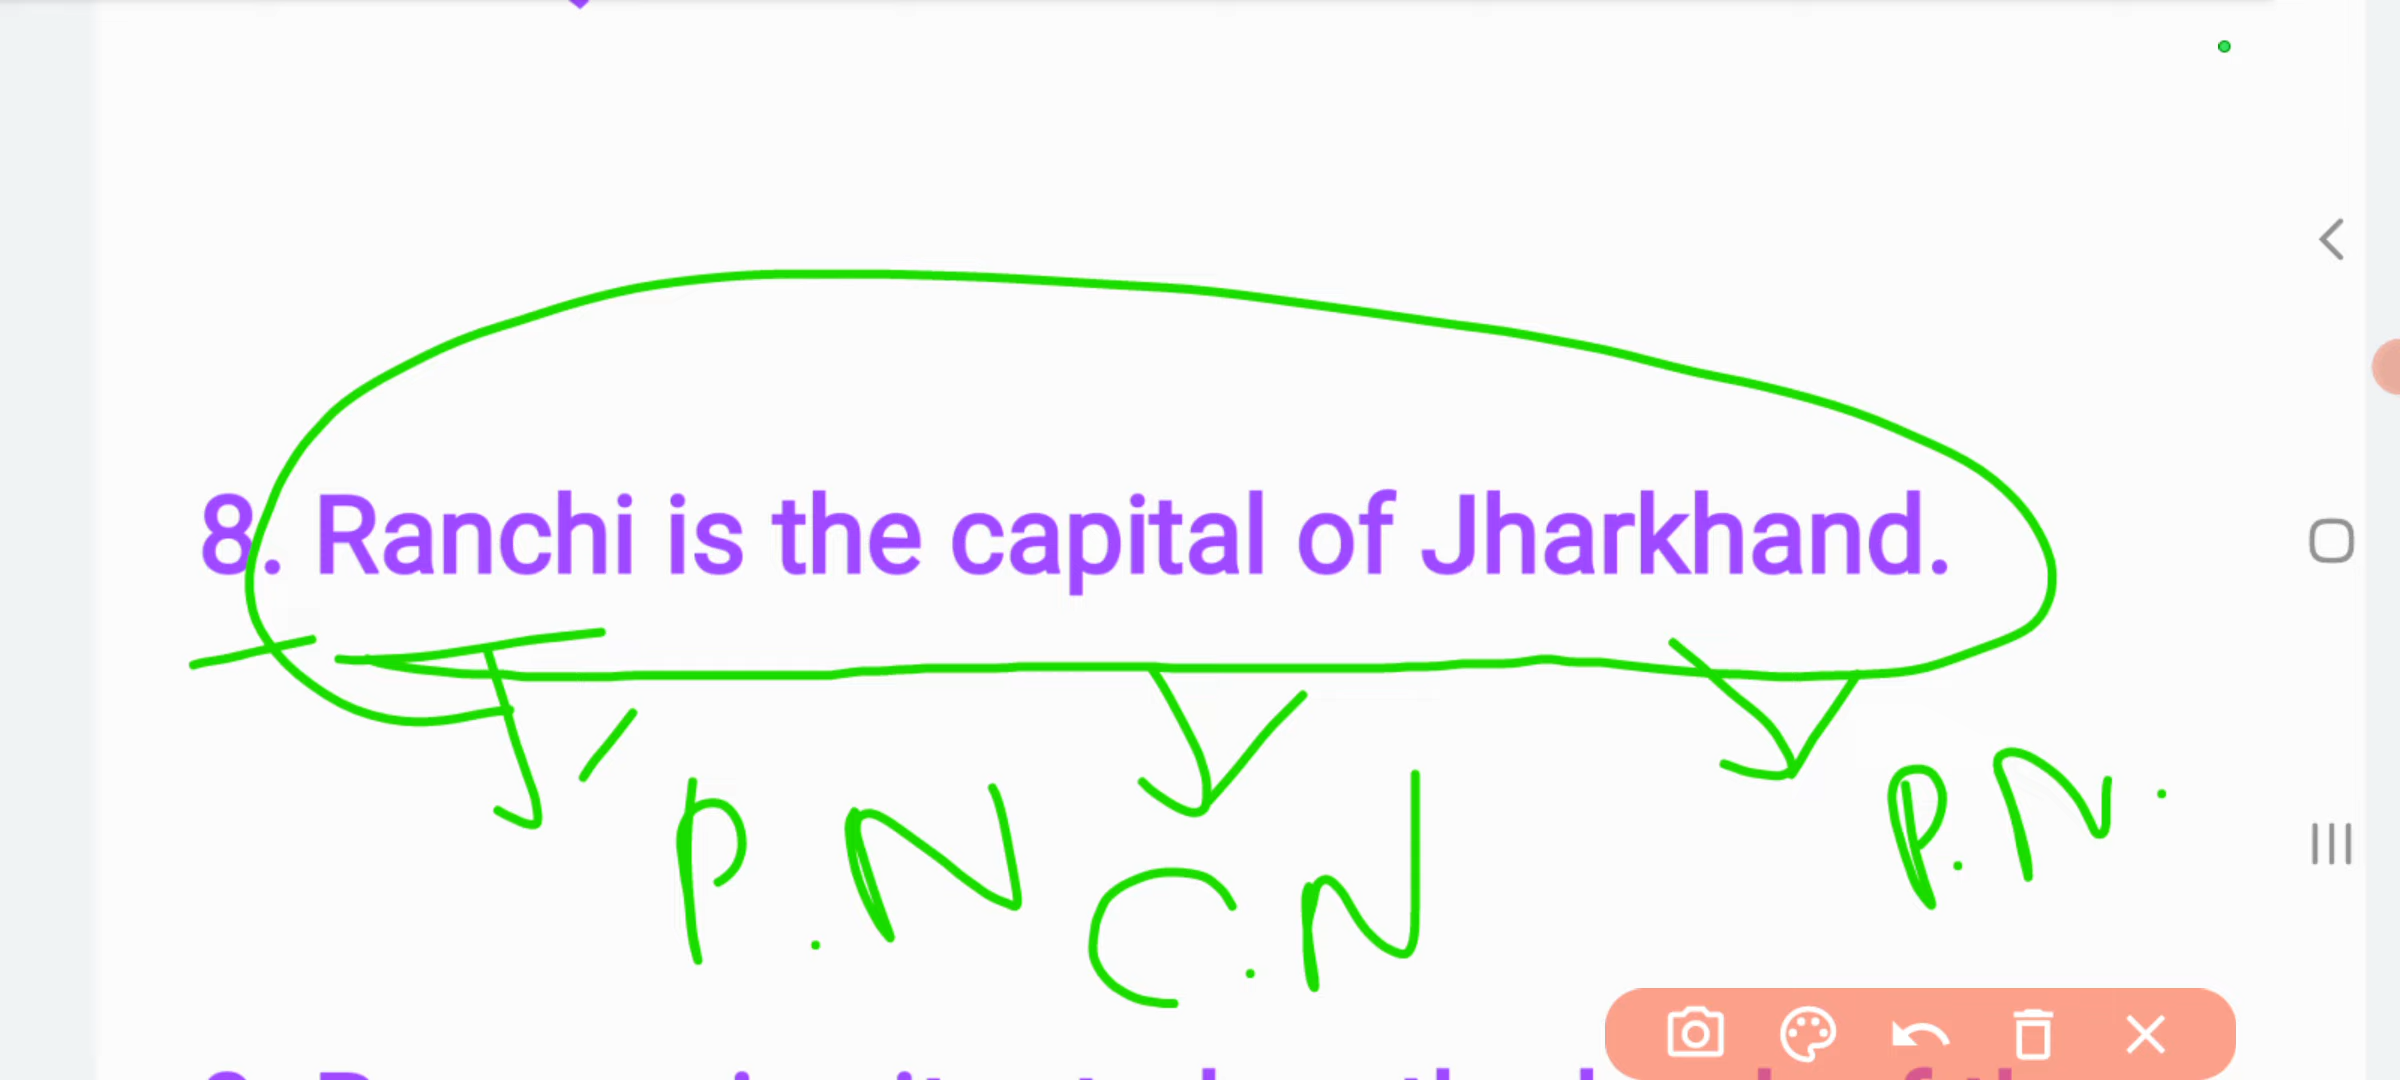 8. Ranchi is the capital of Jharkhand.
P.N C.N P.N.